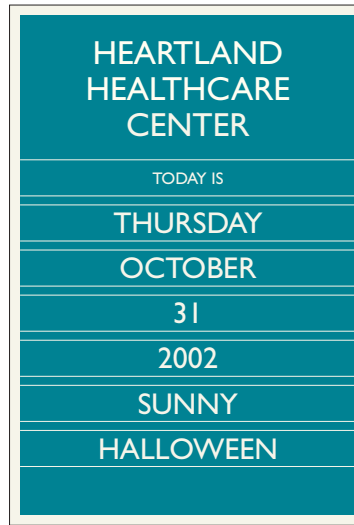 HEARTLAND
HEALTHCARE
CENTER
TODAY IS
THURSDAY
OCTOBER
31
2002
SUNNY
HALLOWEEN